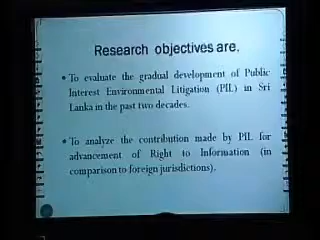 Research objectives are.
• To evaluate the gradual development of Public
Interest Environmental Litigation (PIL) in Sri
Lanka in the past two decades.
• To analyze the contribution made by PIL for
advancement of Right to Information (in
comparison to foreign jurisdictions).